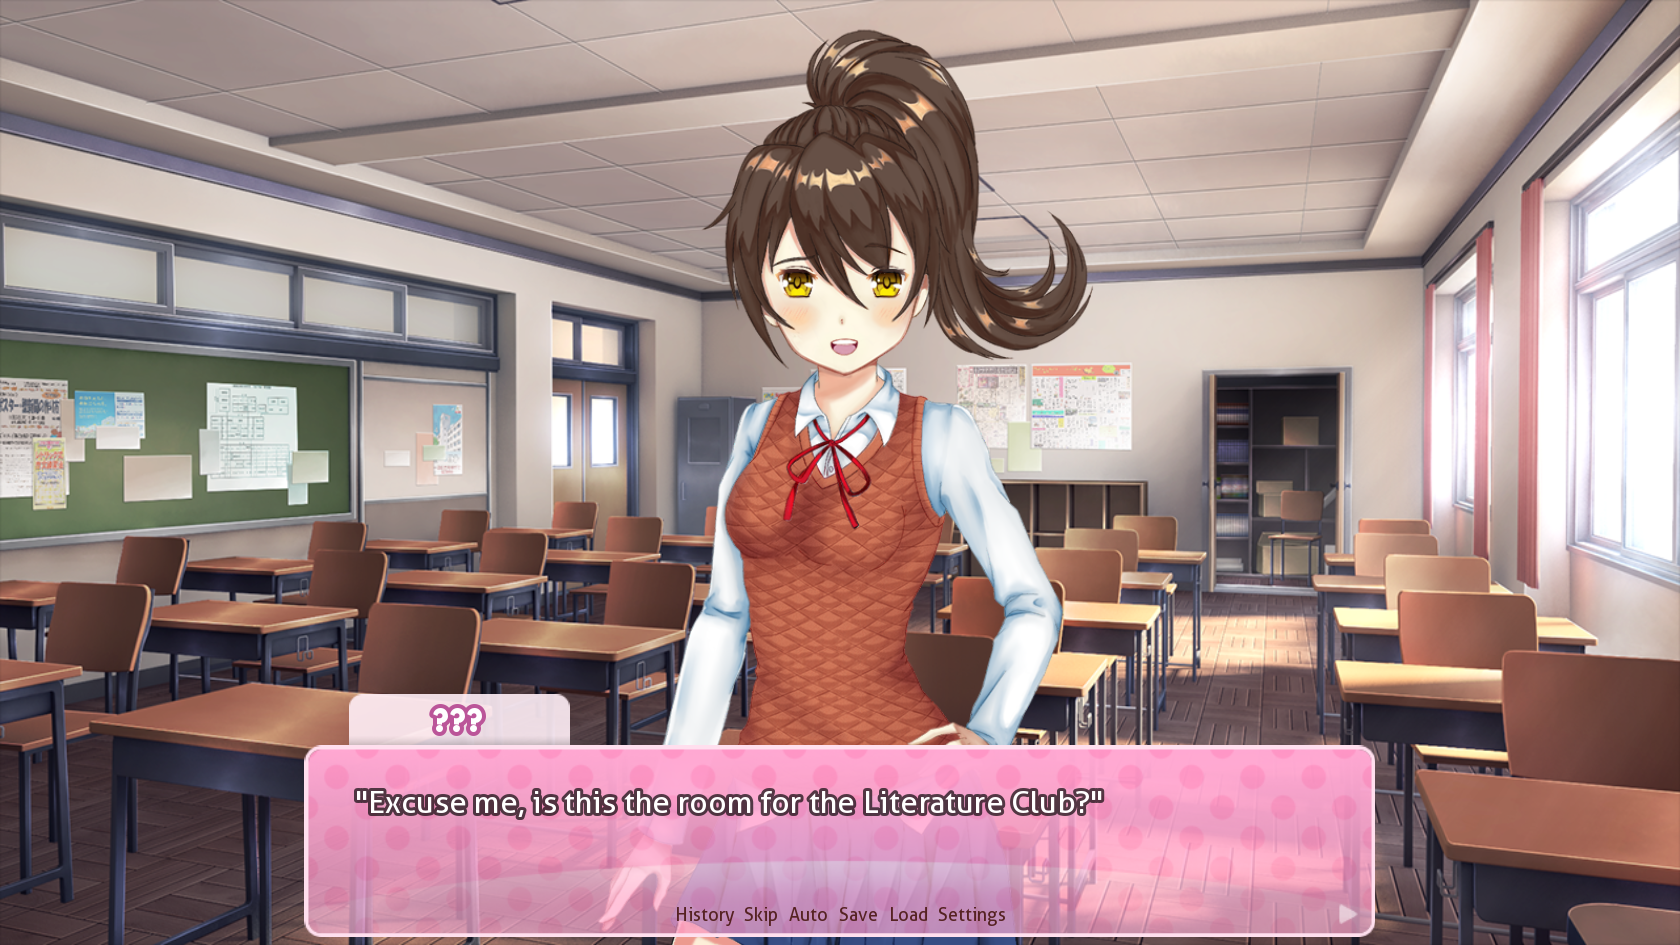 ???
"Excuse me, is this the room for the Literature Club?"
History Skip Auto Save Load Settings